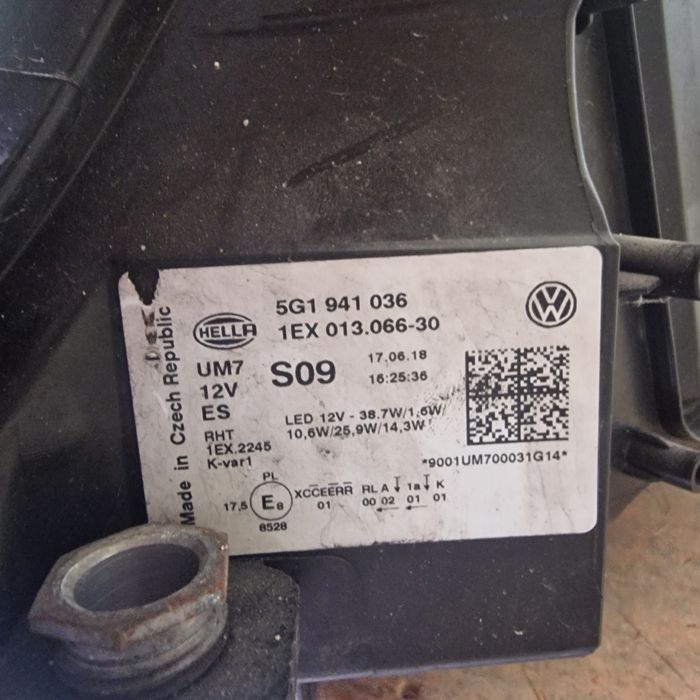 5G1 941 036
HELLA
1EX 013.066-30
UM7
S09
17.06.18
12V
16:25:36
ES
LED 12V - 38.7W/1,6W/
10,6W/25,9W/14,3W
RHT
1EX.2245
K-var1
*9001UM700031G14*
PL
17,5 E8 XCCEERR RL A 1a K
01 00 02 01 01
8528
Made in Czech Republic